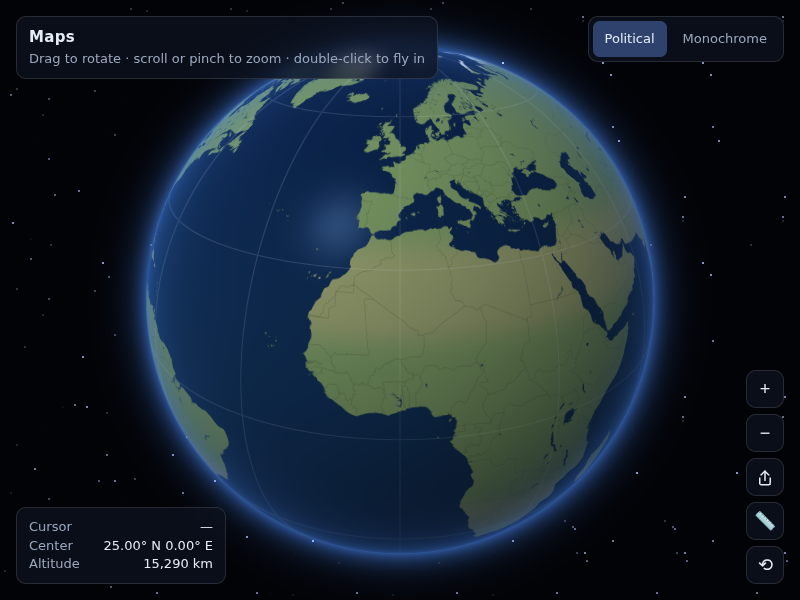 Maps
Drag to rotate · scroll or pinch to zoom · double-click to fly in
Political Monochrome
+
−
Cursor —
Center 25.00° N 0.00° E
Altitude 15,290 km